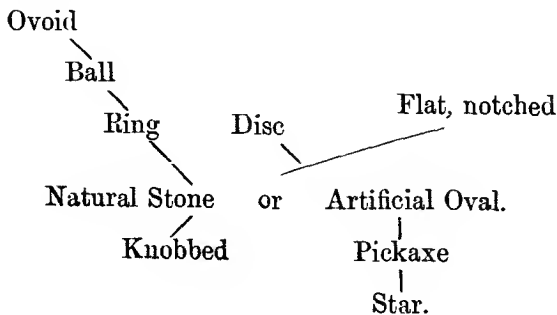 Ovoid
Ball
Flat, notched
Ring Disc
Natural Stone or Artificial Oval.
Knobbed Pickaxe
Star.